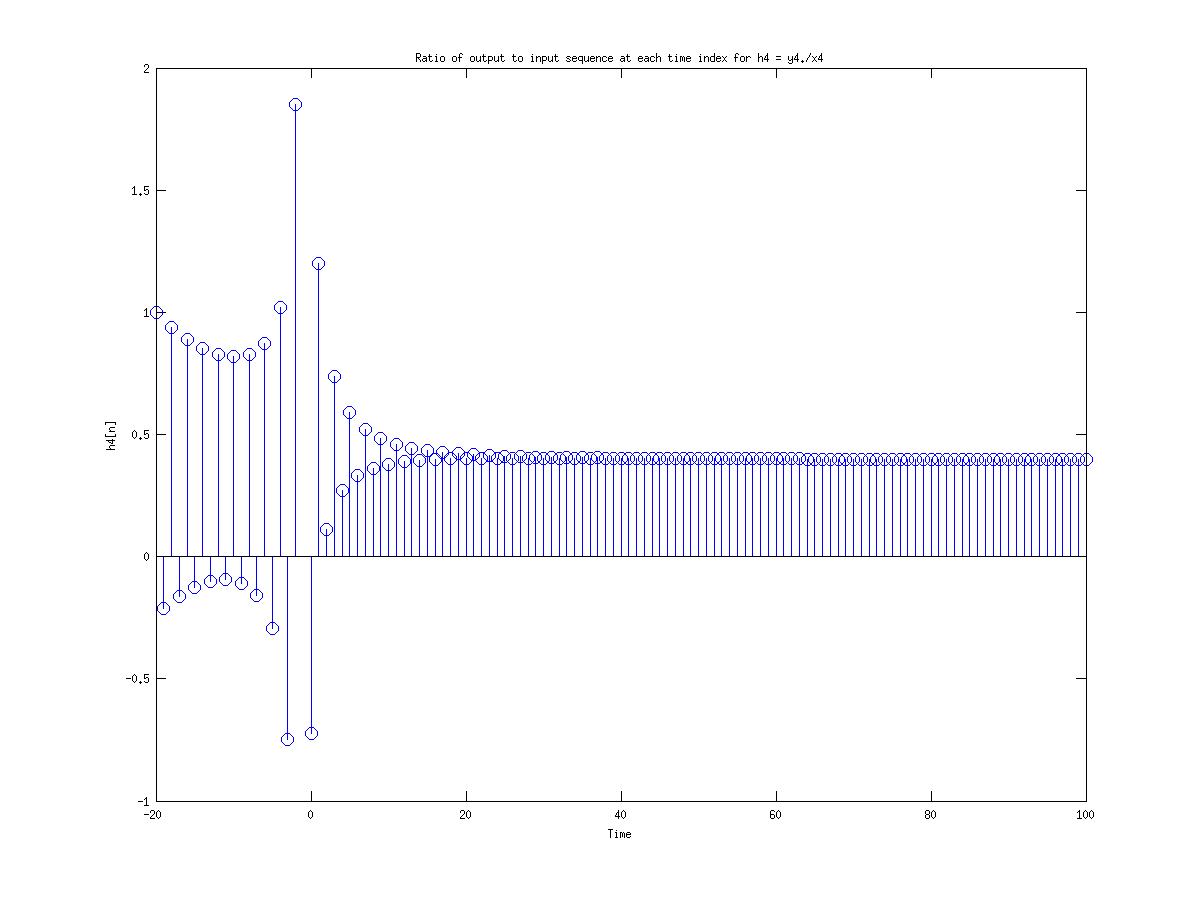 Ratio of output to input sequence at each time index for h4 = y4./x4
2
1.5
1
0.5
0
-0.5
-1
h4[n]
-20 0 20 40 60 80 100
Time